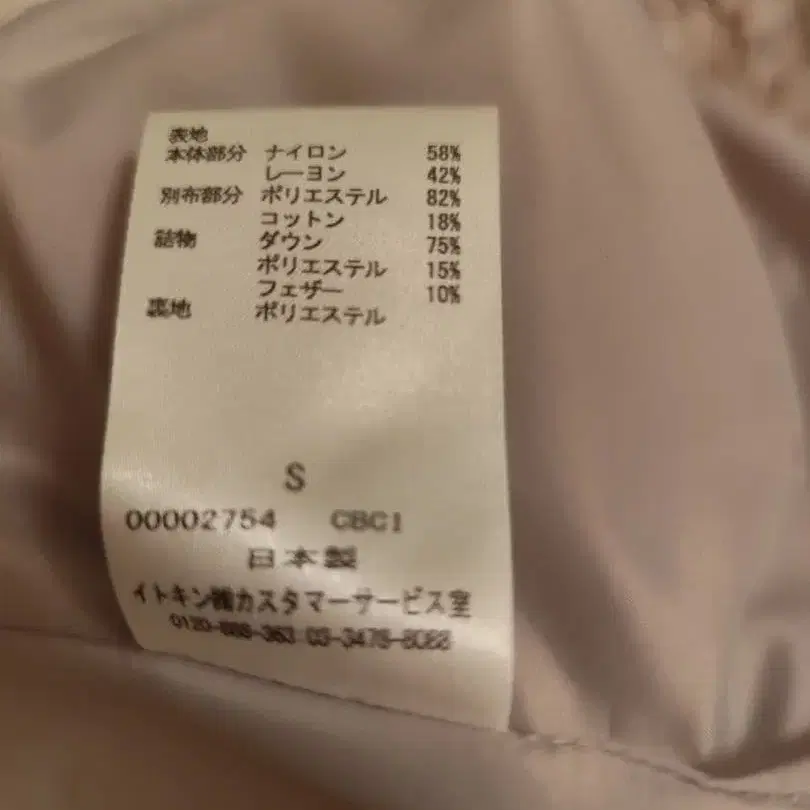 表地
本体部分 ナイロン 58%
レーヨン 42%
別布部分 ポリエステル 82%
コットン 18%
詰物 ダウン 75%
ポリエステル 15%
フェザー 10%
裏地 ポリエステル
S
00002754 CBC1
日本製
イトキン㈱カスタマーサービス室